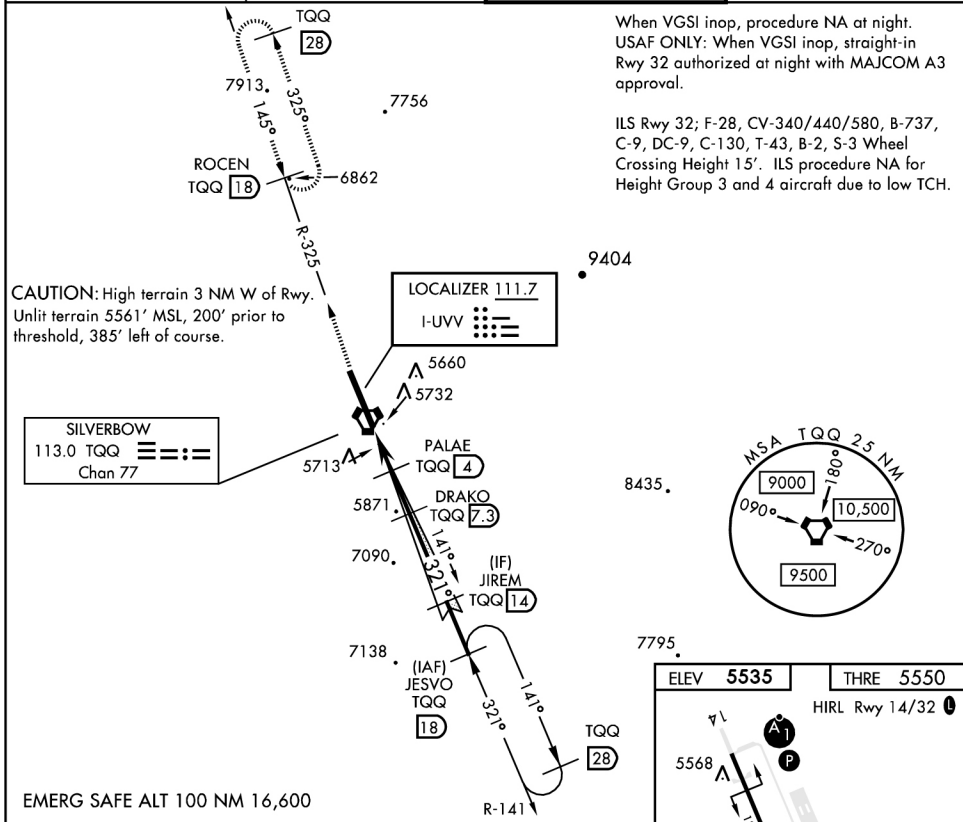 When VGSI inop, procedure NA at night.
USAF ONLY: When VGSI inop, straight-in
Rwy 32 authorized at night with MAJCOM A3
approval.
ILS Rwy 32; F-28, CV-340/440/580, B-737,
C-9, DC-9, C-130, T-43, B-2, S-3 Wheel
Crossing Height 15'. ILS procedure NA for
Height Group 3 and 4 aircraft due to low TCH.
TQQ
28
7913
7756
325°
145°
ROCEN
TQQ 18
6862
R-325
9404
CAUTION: High terrain 3 NM W of Rwy.
Unlit terrain 5561' MSL, 200' prior to
threshold, 385' left of course.
LOCALIZER 111.7
I-UVV
5660
5732
SILVERBOW
113.0 TQQ
Chan 77
5713
PALAE
TQQ 4
5871
DRAKO
TQQ 7.3
8435
MSA TQQ 25 NM
9000
180°
090°
10,500
270°
9500
7090
141°
321°
(IF)
JIREM
TQQ 14
7138
(IAF)
JESVO
TQQ
18
321°
141°
TQQ
28
R-141
7795
ELEV 5535
THRE 5550
HIRL Rwy 14/32 L
14
A1
P
5568
EMERG SAFE ALT 100 NM 16,600